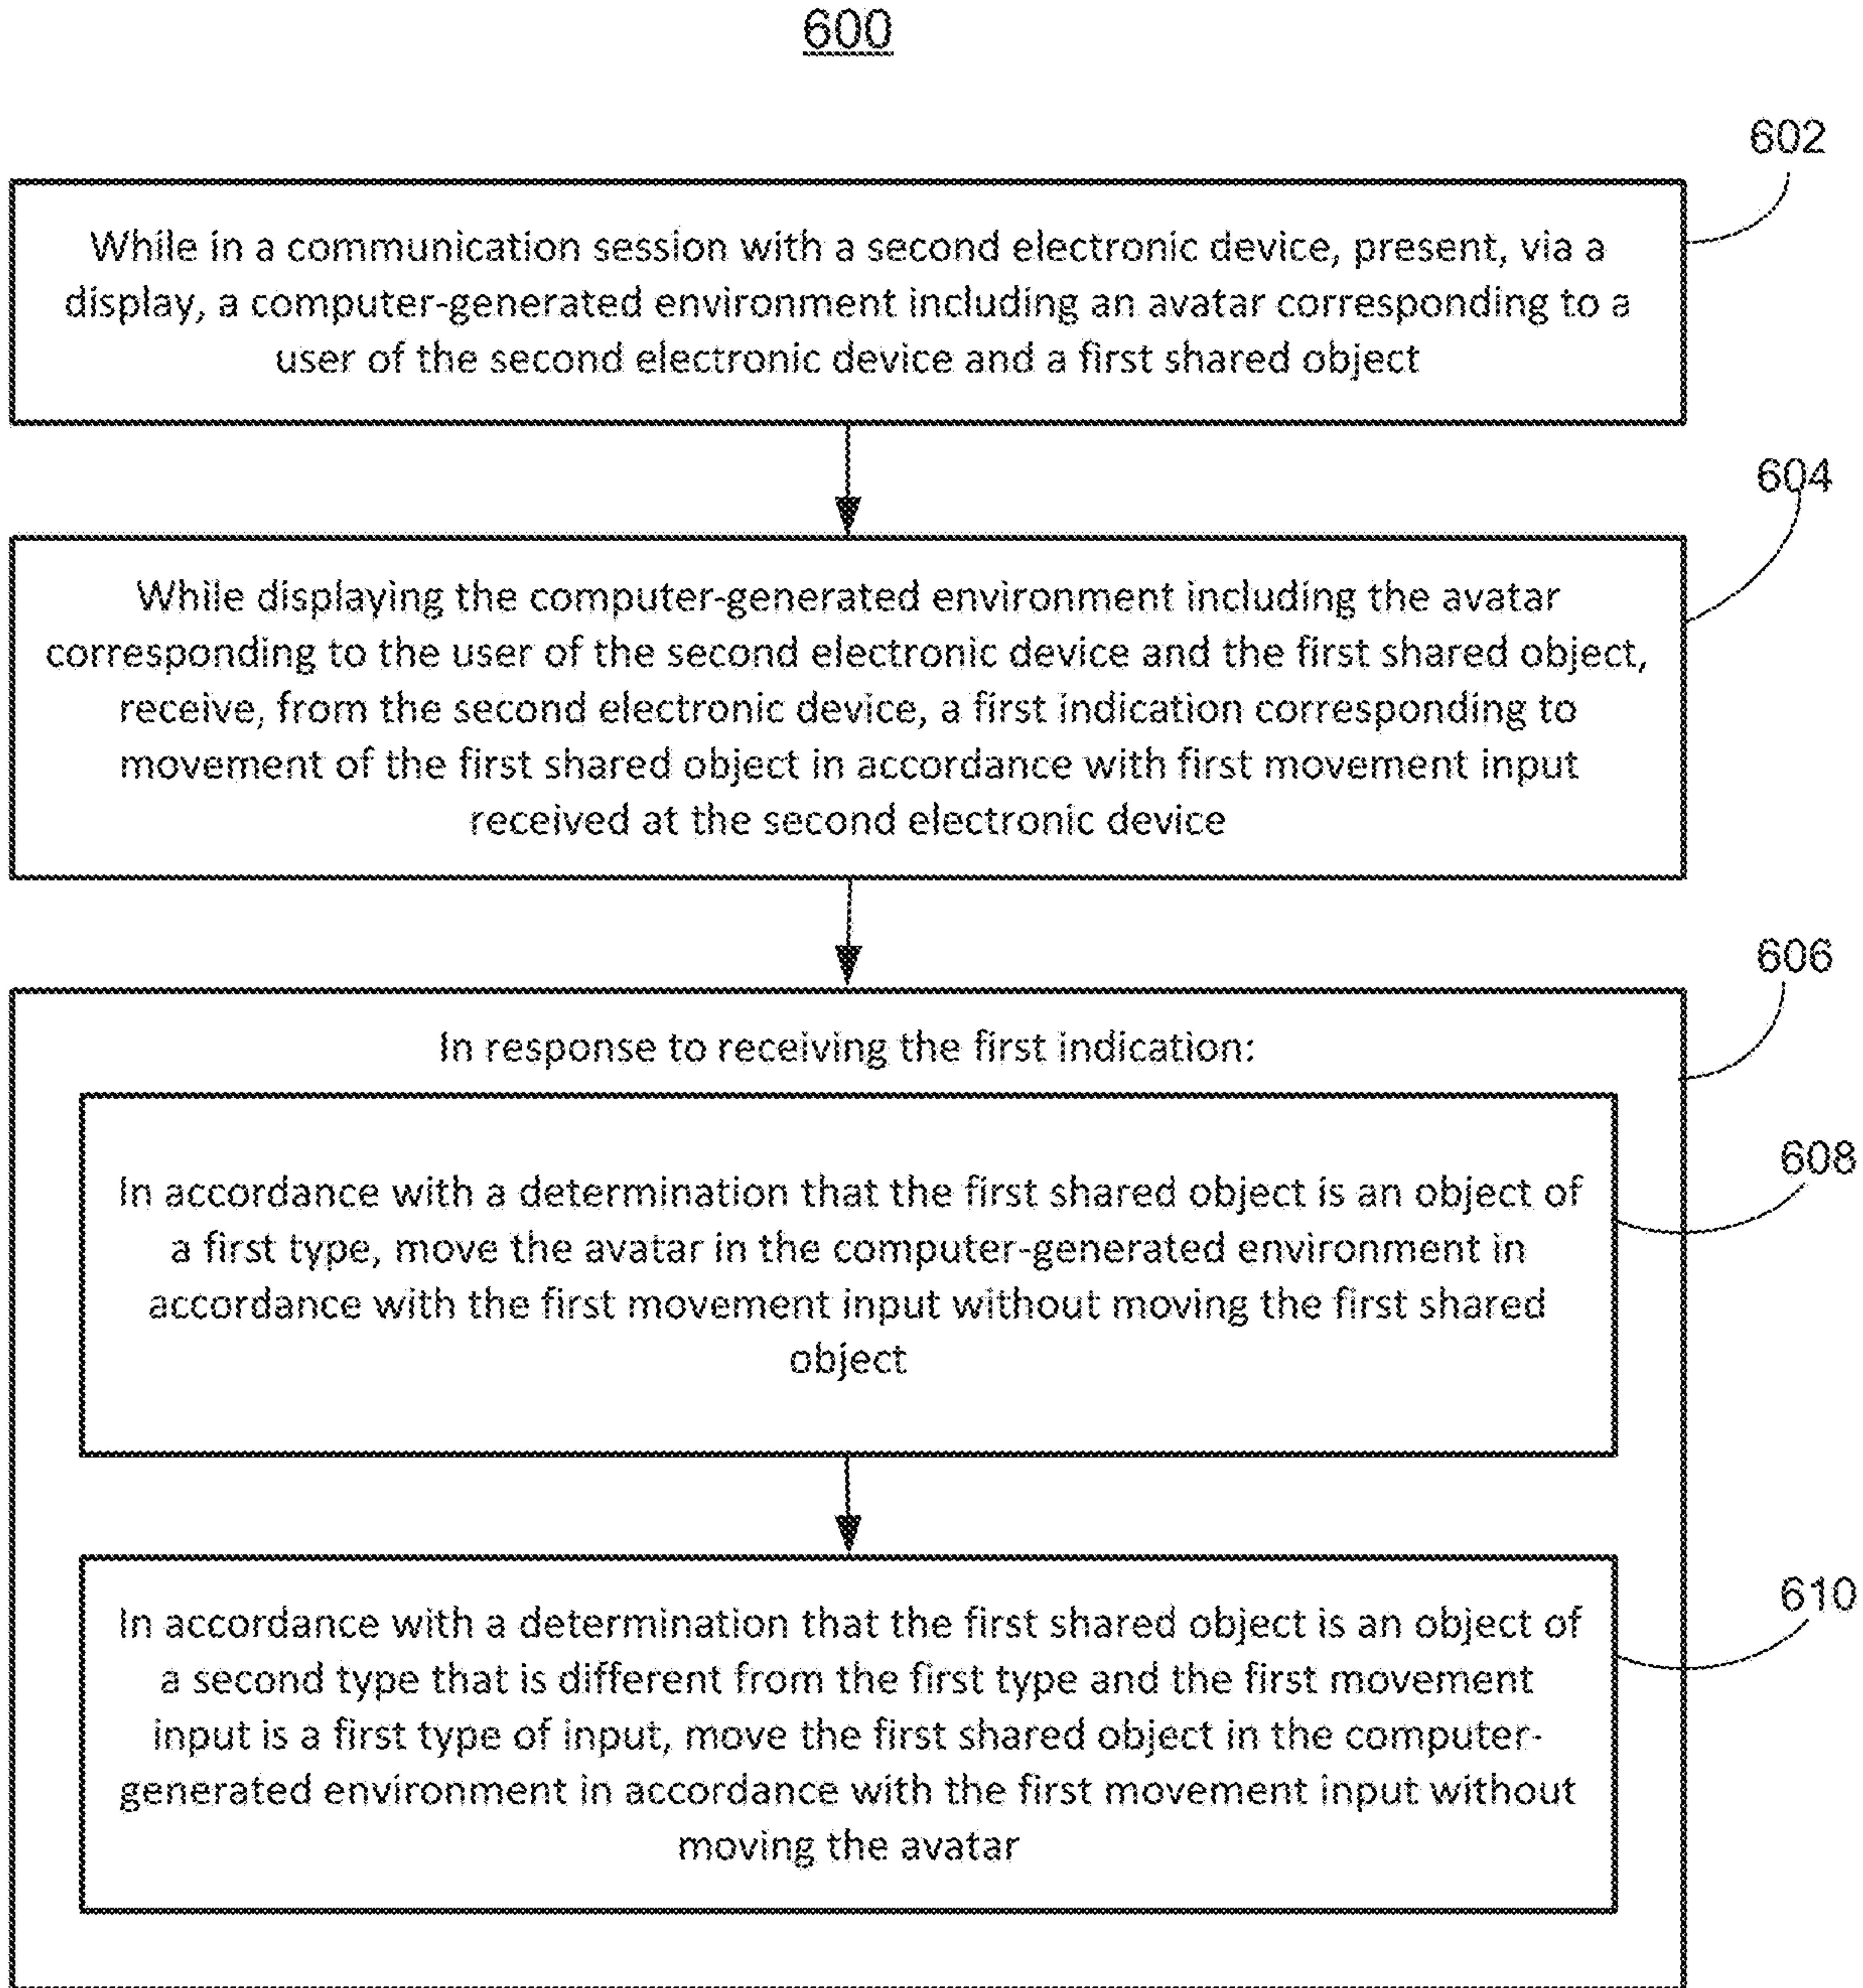 600
602
While in a communication session with a second electronic device, present, via a
display, a computer-generated environment including an avatar corresponding to a
user of the second electronic device and a first shared object
604
While displaying the computer-generated environment including the avatar
corresponding to the user of the second electronic device and the first shared object,
receive, from the second electronic device, a first indication corresponding to
movement of the first shared object in accordance with first movement input
received at the second electronic device
606
In response to receiving the first indication:
608
In accordance with a determination that the first shared object is an object of
a first type, move the avatar in the computer-generated environment in
accordance with the first movement input without moving the first shared
object
610
In accordance with a determination that the first shared object is an object of
a second type that is different from the first type and the first movement
input is a first type of input, move the first shared object in the computer-
generated environment in accordance with the first movement input without
moving the avatar